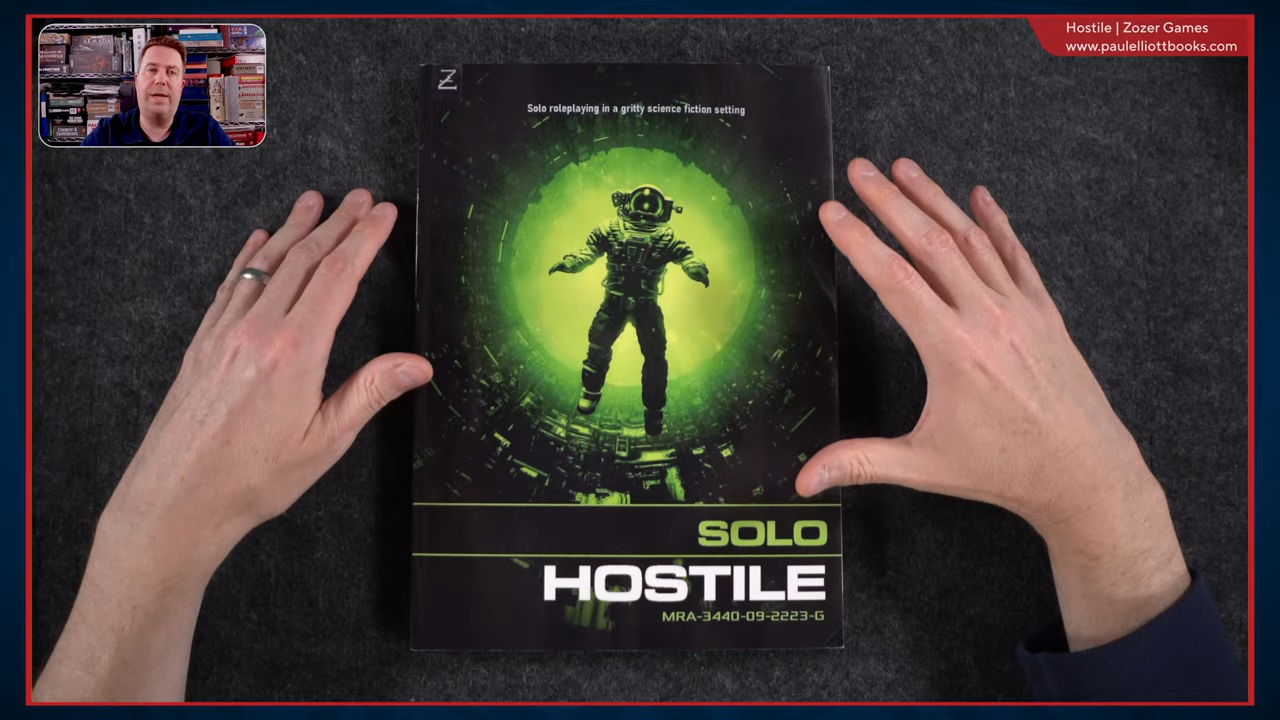 Hostile | Zozer Games
www.paulelliottbooks.com
Z
Solo roleplaying in a gritty science fiction setting
SOLO
HOSTILE
MRA-3440-09-2223-G
ARMADA